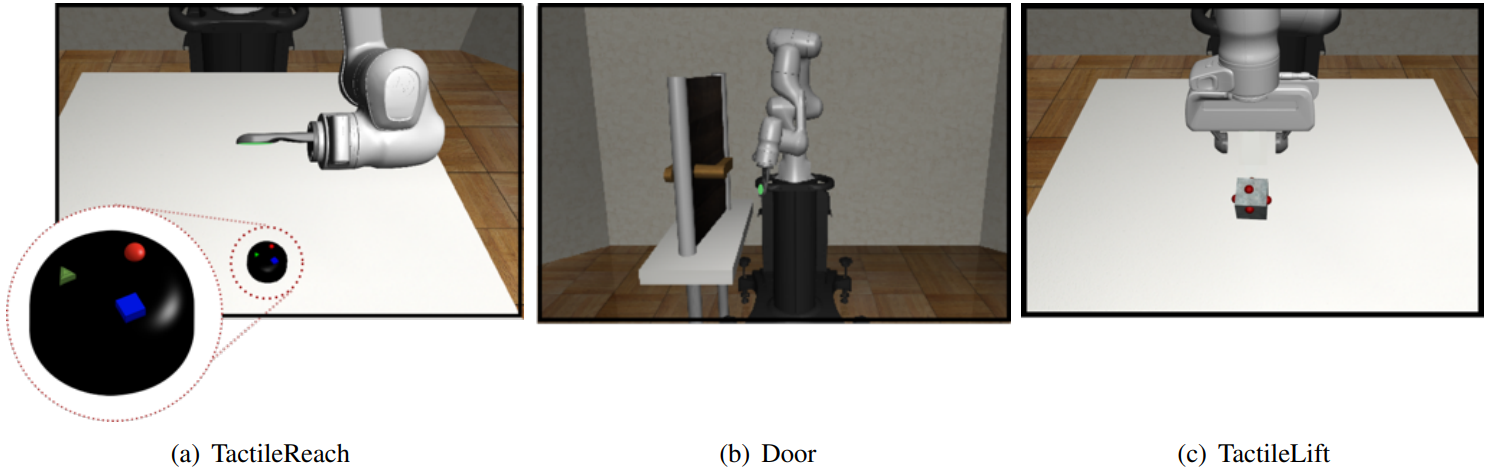 (a) TactileReach
(b) Door
(c) TactileLift